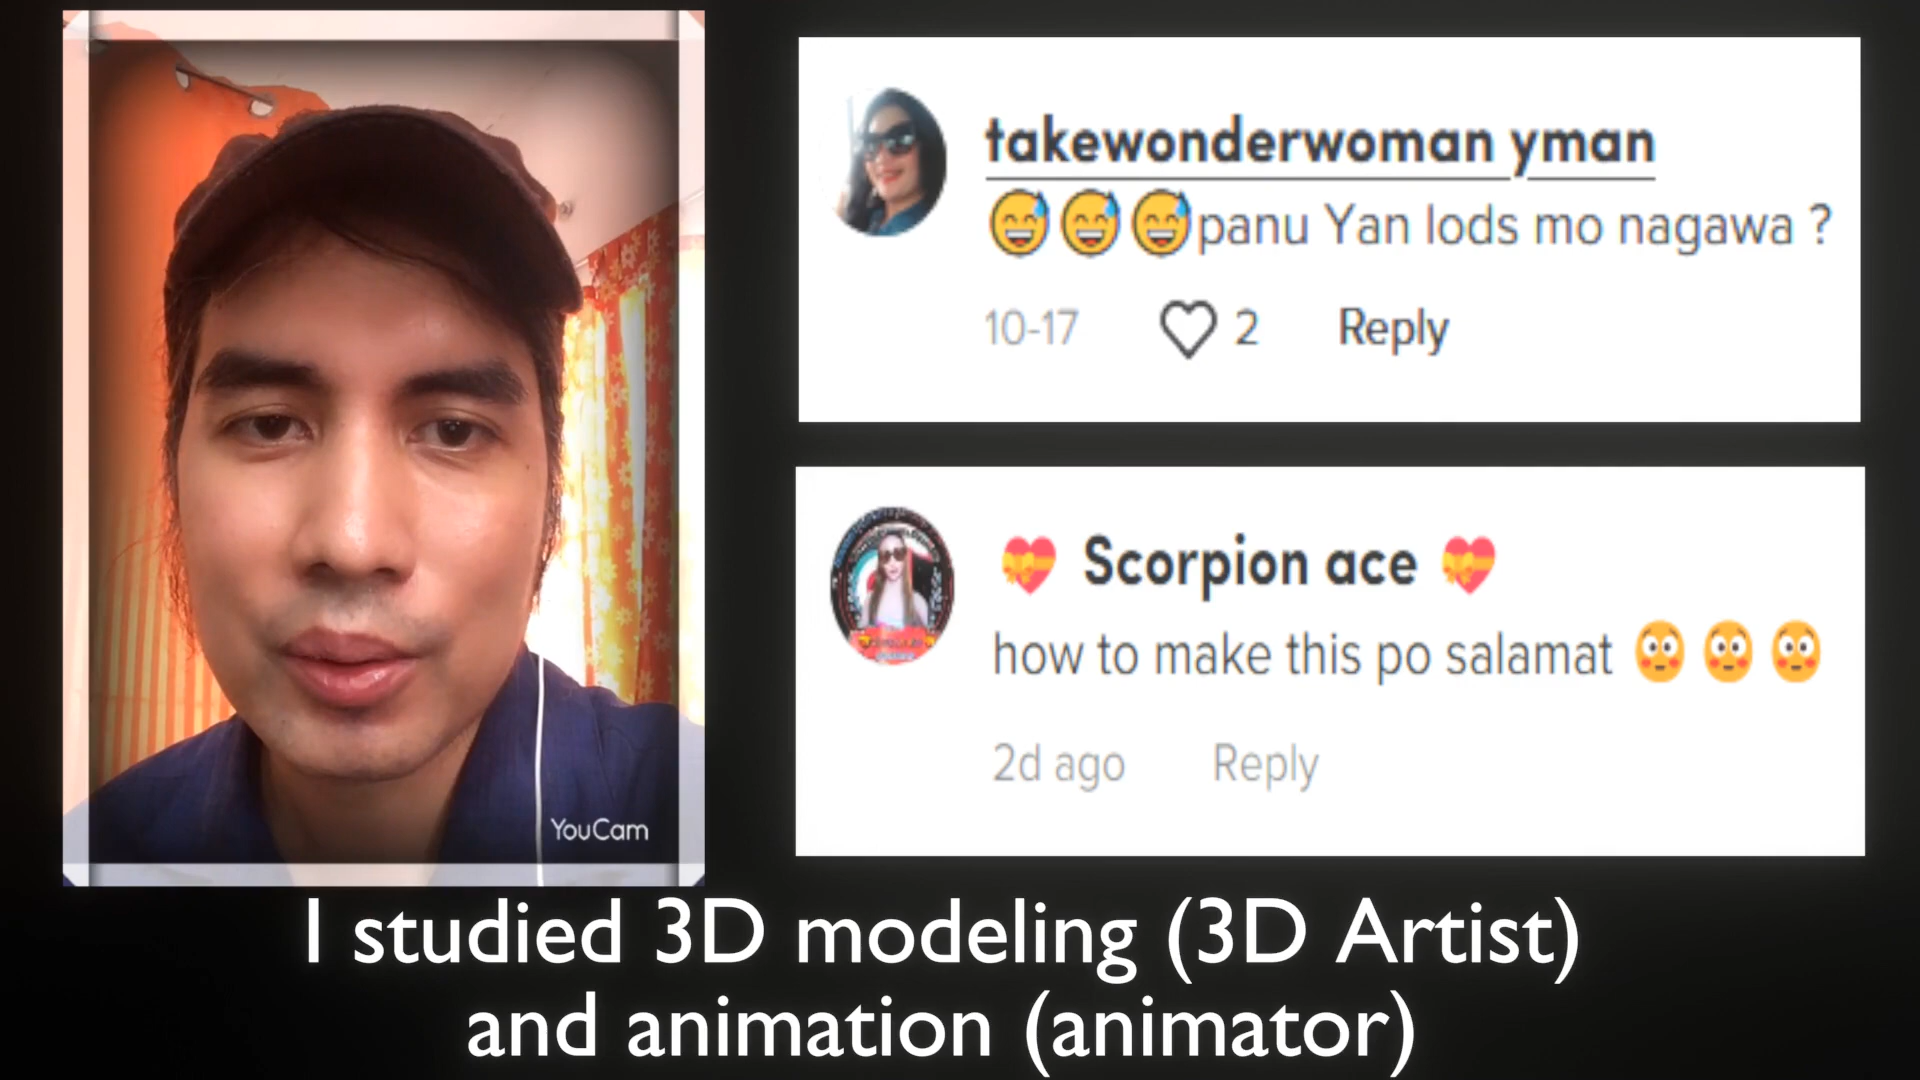 takewonderwoman yman
😅😅😅panu Yan lods mo nagawa ?
10-17 2 Reply
💝 Scorpion ace 💝
how to make this po salamat 😳😳😳
2d ago Reply
YouCam
I studied 3D modeling (3D Artist)
and animation (animator)